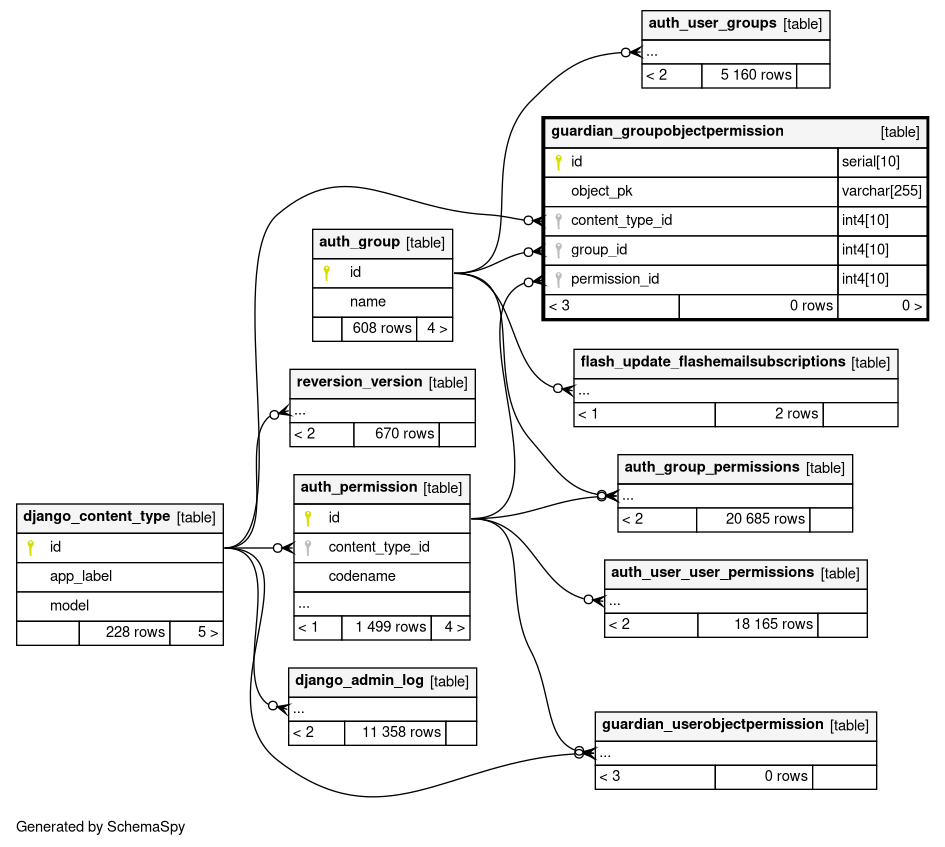 auth_user_groups [table]
...
< 2 5 160 rows
guardian_groupobjectpermission [table]
id serial[10]
object_pk varchar[255]
content_type_id int4[10]
group_id int4[10]
permission_id int4[10]
< 3 0 rows 0 >
auth_group [table]
id
name
608 rows 4 >
flash_update_flashemailsubscriptions [table]
...
< 1 2 rows
reversion_version [table]
...
< 2 670 rows
auth_group_permissions [table]
...
< 2 20 685 rows
auth_permission [table]
id
content_type_id
codename
...
< 1 1 499 rows 4 >
django_content_type [table]
id
app_label
model
228 rows 5 >
auth_user_user_permissions [table]
...
< 2 18 165 rows
django_admin_log [table]
...
< 2 11 358 rows
guardian_userobjectpermission [table]
...
< 3 0 rows
Generated by SchemaSpy